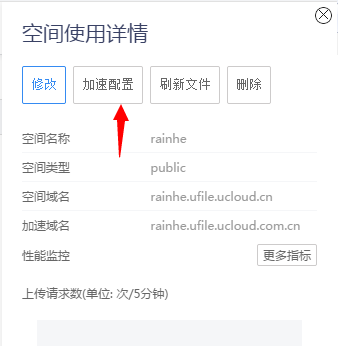 空间使用详情
修改 加速配置 刷新文件 删除
空间名称 rainhe
空间类型 public
空间域名 rainhe.ufile.ucloud.cn
加速域名 rainhe.ufile.ucloud.com.cn
性能监控 更多指标
上传请求数(单位: 次/5分钟)